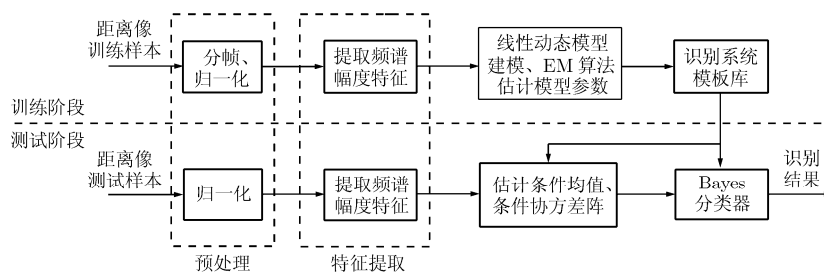 距离像
训练样本
分帧、
归一化
提取频谱
幅度特征
线性动态模型
建模、EM 算法
估计模型参数
识别系统
模板库
训练阶段
测试阶段
距离像
测试样本
归一化
提取频谱
幅度特征
估计条件均值、
条件协方差阵
Bayes
分类器
识别
结果
预处理
特征提取